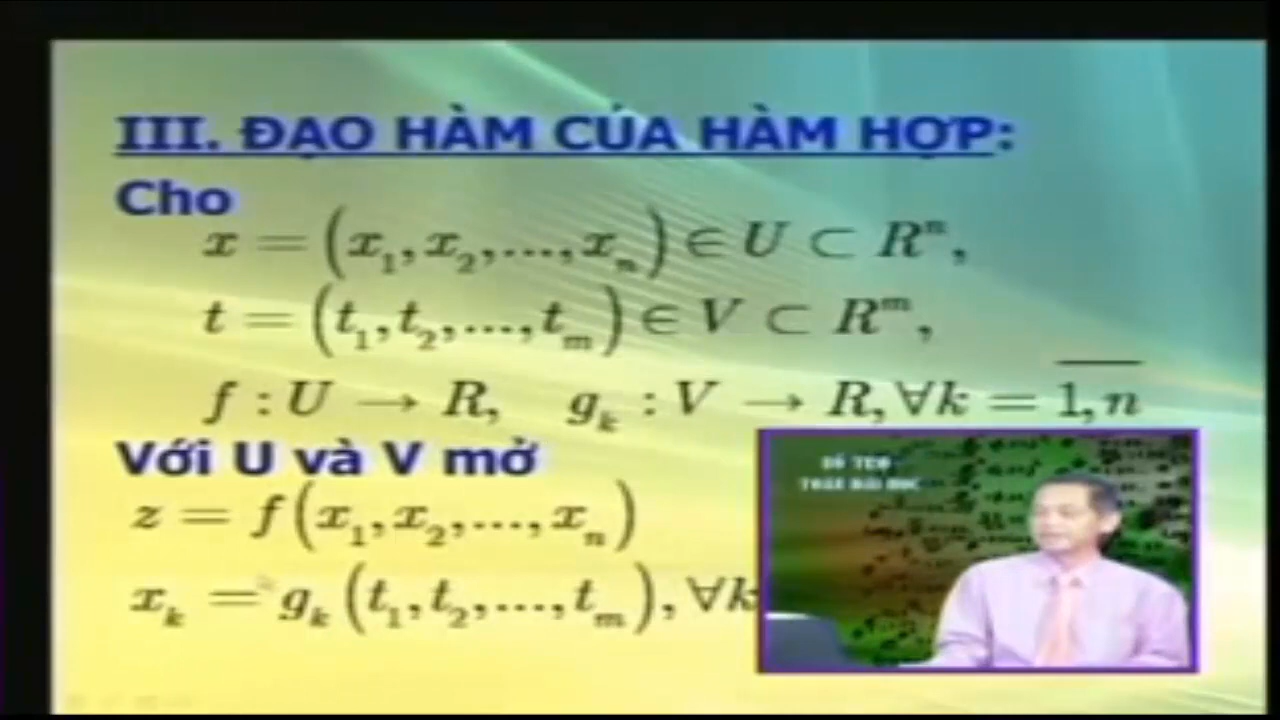 III. ĐẠO HÀM CỦA HÀM HỢP:
Cho
x = (x₁, x₂, ..., xₙ) ∈ U ⊂ Rⁿ,
t = (t₁, t₂, ..., tₘ) ∈ V ⊂ Rᵐ,
f : U → R, gₖ : V → R, ∀k = \overline{1, n}
Với U và V mở
z = f(x₁, x₂, ..., xₙ)
xₖ = gₖ(t₁, t₂, ..., tₘ), ∀k